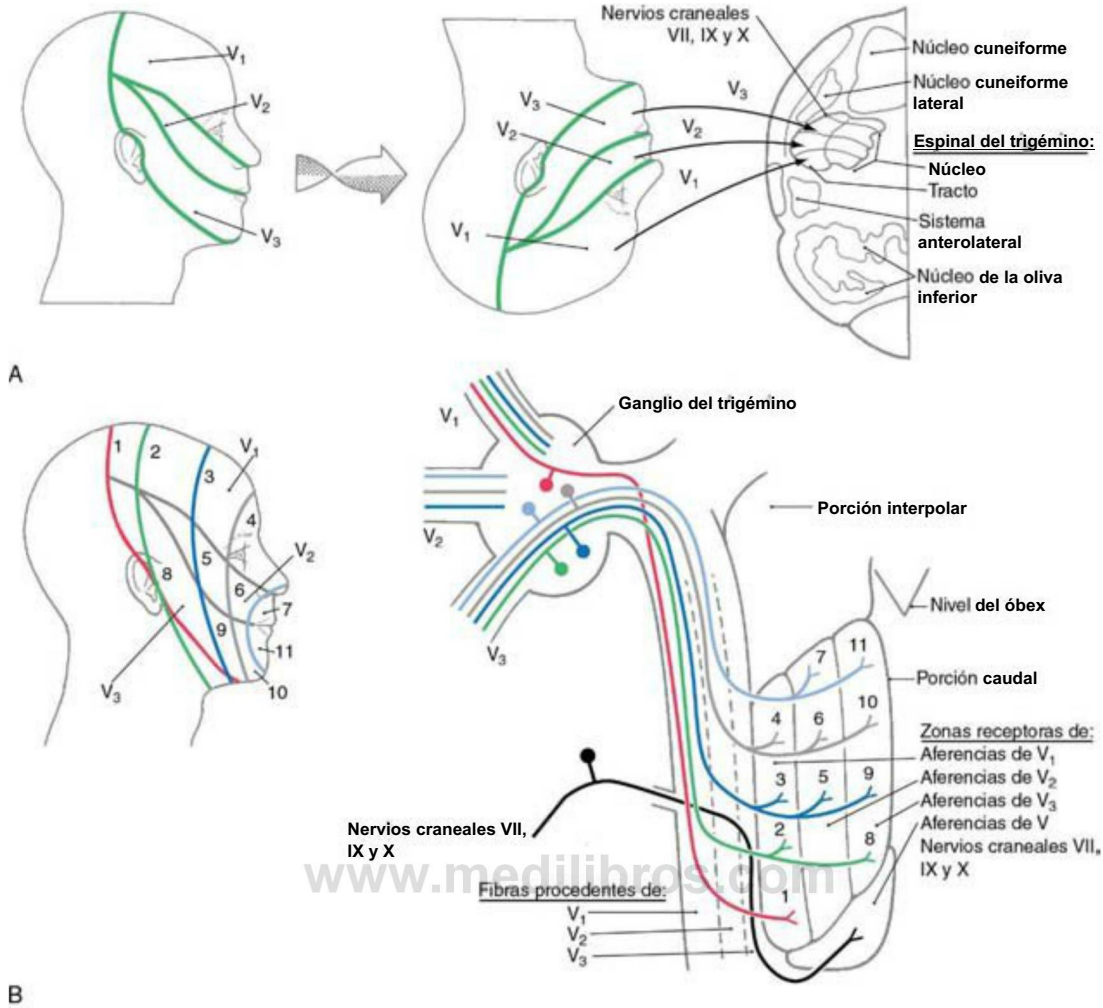 V1
V2
V3
V3
V2
V1
V3
V2
V1
Nervios craneales
VII, IX y X
Núcleo cuneiforme
Núcleo cuneiforme
lateral
Espinal del trigémino:
Núcleo
Tracto
Sistema
anterolateral
Núcleo de la oliva
inferior
A
1
2
3
V1
4
5
V2
6
7
8
9
11
10
V3
V1
V2
V3
Ganglio del trigémino
Porción interpolar
Nivel del óbex
Porción caudal
7
11
4
6
10
3
5
9
2
8
1
Zonas receptoras de:
Aferencias de V1
Aferencias de V2
Aferencias de V3
Aferencias de V
Nervios craneales VII,
IX y X
Nervios craneales VII,
IX y X
www.medilibros.com
Fibras procedentes de:
V1
V2
V3
B